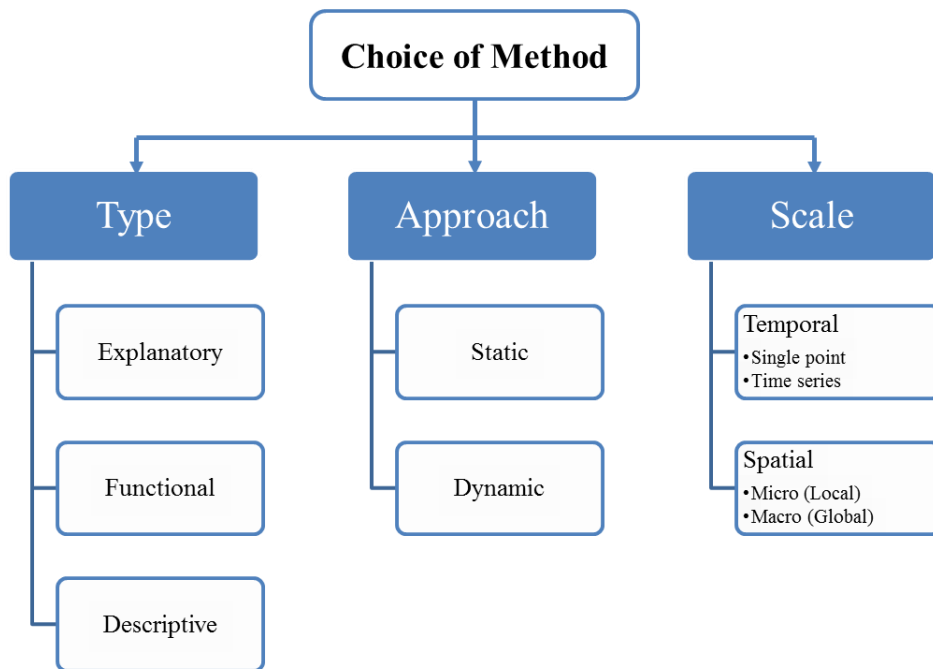 Choice of Method
Type
Explanatory
Functional
Descriptive
Approach
Static
Dynamic
Scale
Temporal
•Single point
•Time series
Spatial
•Micro (Local)
•Macro (Global)